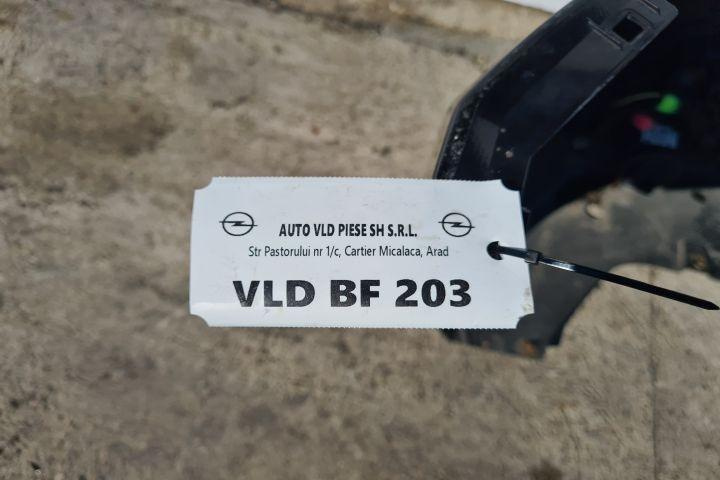 AUTO VLD PIESE SH S.R.L.
Str Pastorului nr 1/c, Cartier Micalaca, Arad
VLD BF 203